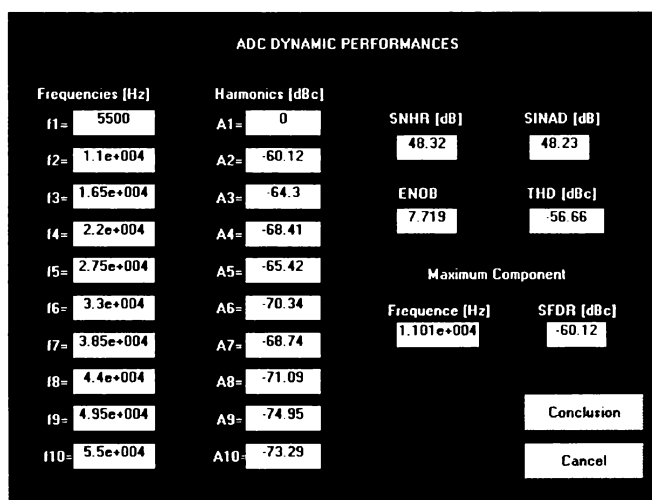 ADC DYNAMIC PERFORMANCES
Frequencies [Hz] Harmonics [dBc]
f1= 5500 A1= 0 SNHR [dB] SINAD [dB]
f2= 1.1e+004 A2= -60.12 48.32 48.23
f3= 1.65e+004 A3= -64.3 ENOB THD [dBc]
f4= 2.2e+004 A4= -68.41 7.719 -56.66
f5= 2.75e+004 A5= -65.42 Maximum Component
f6= 3.3e+004 A6= -70.34 Frequence [Hz] SFDR [dBc]
f7= 3.85e+004 A7= -68.74 1.101e+004 -60.12
f8= 4.4e+004 A8= -71.09
f9= 4.95e+004 A9= -74.95 Conclusion
f10= 5.5e+004 A10= -73.29 Cancel